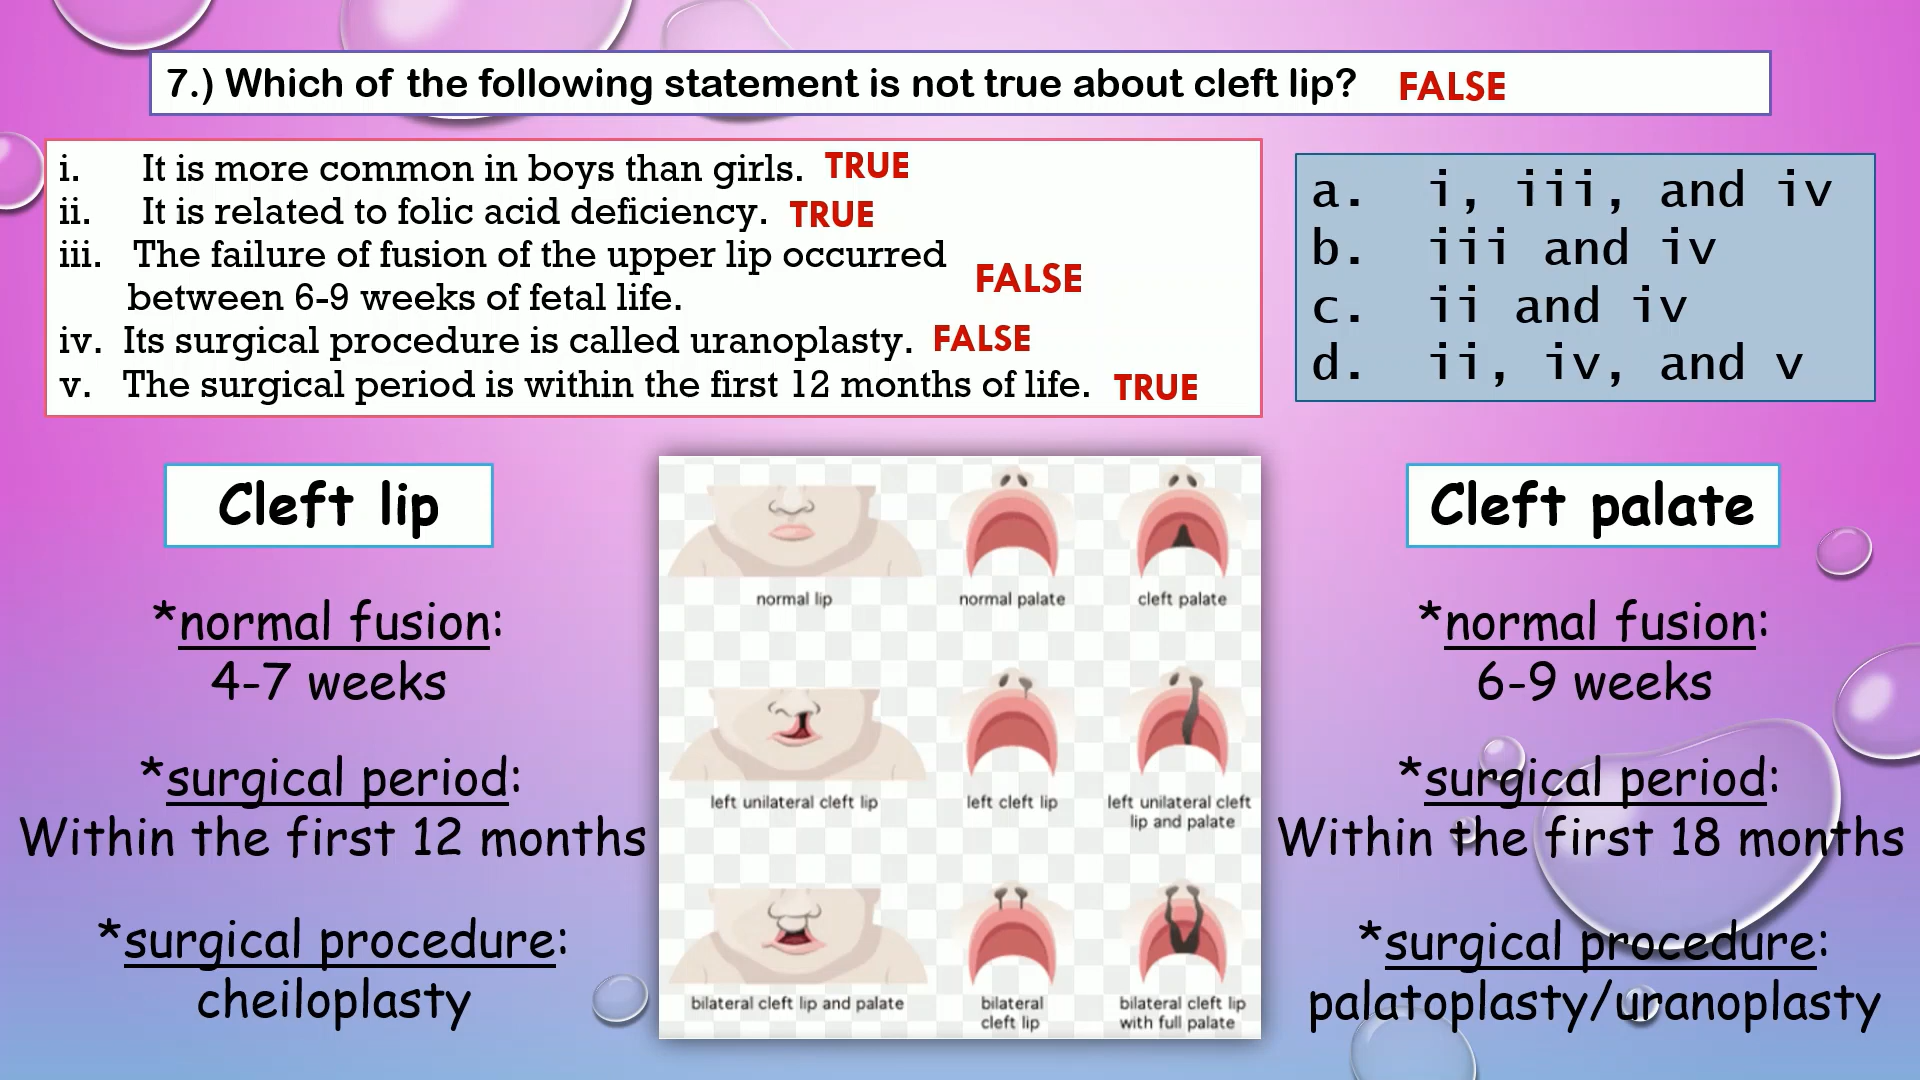 7.) Which of the following statement is not true about cleft lip? FALSE
i. It is more common in boys than girls. TRUE
ii. It is related to folic acid deficiency. TRUE
iii. The failure of fusion of the upper lip occurred
between 6-9 weeks of fetal life. FALSE
iv. Its surgical procedure is called uranoplasty. FALSE
v. The surgical period is within the first 12 months of life. TRUE
a. i, iii, and iv
b. iii and iv
c. ii and iv
d. ii, iv, and v
Cleft lip
*normal fusion:
4-7 weeks
*surgical period:
Within the first 12 months
*surgical procedure:
cheiloplasty
normal lip
normal palate
cleft palate
left unilateral cleft lip
left cleft lip
left unilateral cleft
lip and palate
bilateral cleft lip and palate
bilateral
cleft lip
bilateral cleft lip
with full palate
Cleft palate
*normal fusion:
6-9 weeks
*surgical period:
Within the first 18 months
*surgical procedure:
palatoplasty/uranoplasty